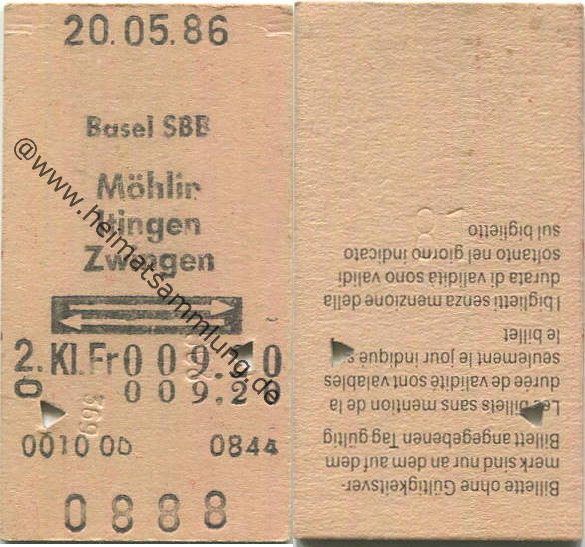 20.05.86
Basel SBB
Möhlin
Itingen
Zwingen
2. Kl. Fr 009.20
0 009.20
369
0010 00 0844
0888
@www.heimatsammlung.de
Billette ohne Gültigkeitsver-
merk sind nur an dem auf dem
Billett angegebenen Tag gültig
Les billets sans mention de la
durée de validité sont valables
seulement le jour indiqué s
le billet
I biglietti senza menzione della
durata di validità sono validi
soltanto nel giorno indicato
sul biglietto